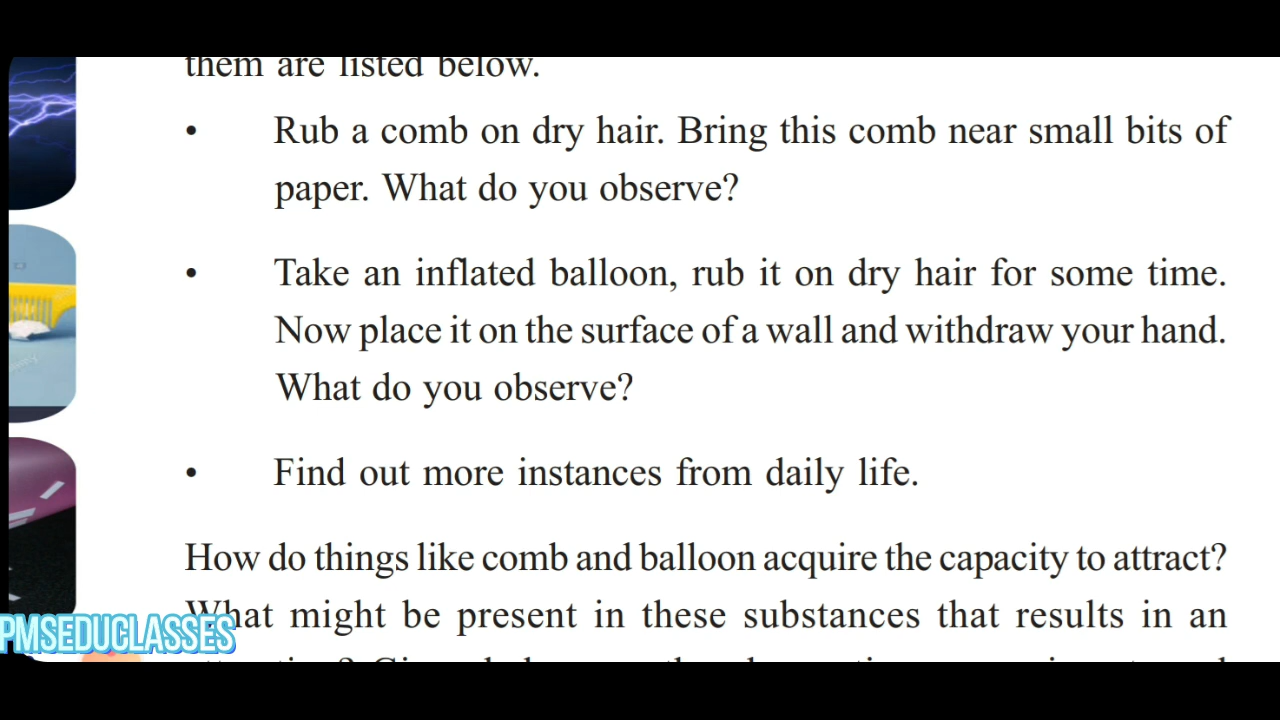 them are listed below.
• Rub a comb on dry hair. Bring this comb near small bits of
paper. What do you observe?
• Take an inflated balloon, rub it on dry hair for some time.
Now place it on the surface of a wall and withdraw your hand.
What do you observe?
• Find out more instances from daily life.
How do things like comb and balloon acquire the capacity to attract?
What might be present in these substances that results in an
PMSEDUCLASSES